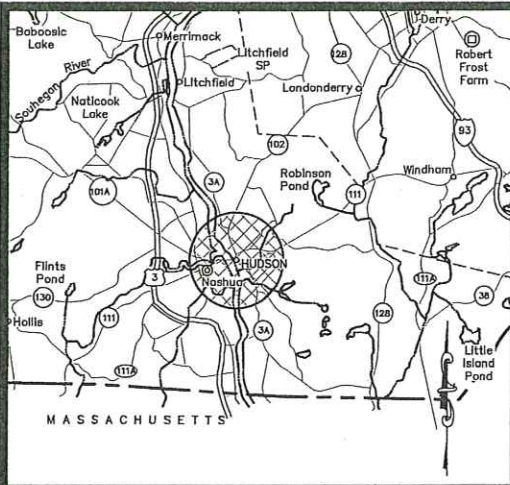 Baboosic
Lake
Merrimack
Derry
Litchfield
SP
128
Robert
Frost
Farm
Souhegan River
Litchfield
Naticook
Lake
Londonderry
93
102
Robinson
Pond
Windham
101A
3A
111
HUDSON
Flints
Pond
3
Nashua
111A
130
38
Hollis
111
3A
128
111A
Little
Island
Pond
MASSACHUSETTS